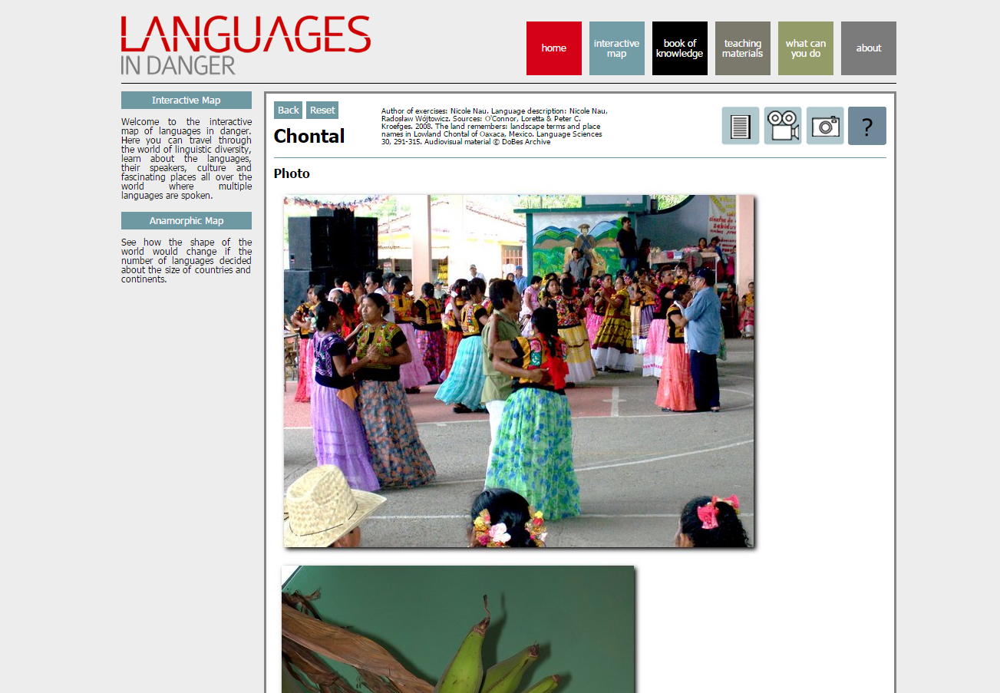 LANGUAGES
IN DANGER
home
interactive
map
book of
knowledge
teaching
materials
what can
you do
about
Interactive Map
Welcome to the interactive
map of languages in danger.
Here you can travel through
the world of linguistic diversity,
learn about the languages,
their speakers, culture and
fascinating places all over the
world where multiple
languages are spoken.
Anamorphic Map
See how the shape of the
world would change if the
number of languages decided
about the size of countries and
continents.
Back Reset
Chontal
Author of exercises: Nicole Nau. Language description: Nicole Nau,
Radosław Wójtowicz. Sources: O'Connor, Loretta & Peter C.
Kroefges. 2008. The land remembers: landscape terms and place
names in Lowland Chontal of Oaxaca, Mexico. Language Sciences
30, 291-315. Audiovisual material © DoBes Archive
?
Photo